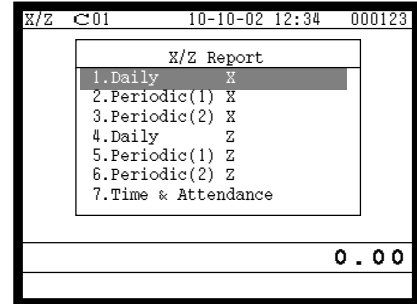 X/Z C01 10-10-02 12:34 000123
X/Z Report
1.Daily X
2.Periodic(1) X
3.Periodic(2) X
4.Daily Z
5.Periodic(1) Z
6.Periodic(2) Z
7.Time & Attendance
0.00